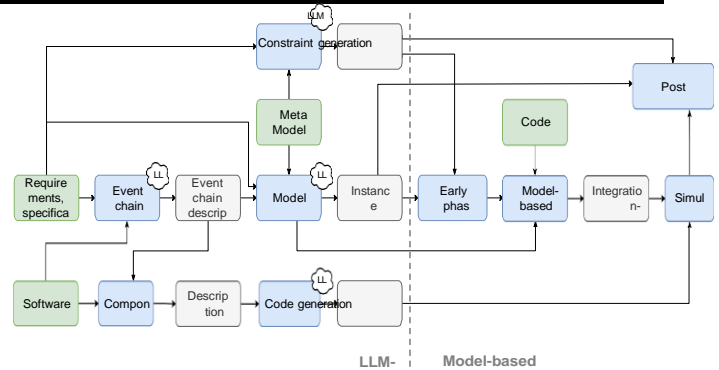 LLM
Constraint generation
Post
Meta
Model
Code
LL
LL
Require
ments,
specifica
Event
chain
Event
chain
descrip
Model
Instanc
e
Early
phas
Model-
based
Integratio
n-
Simul
LL
Software
Compon
Descrip
tion
Code generation
LLM-
Model-based